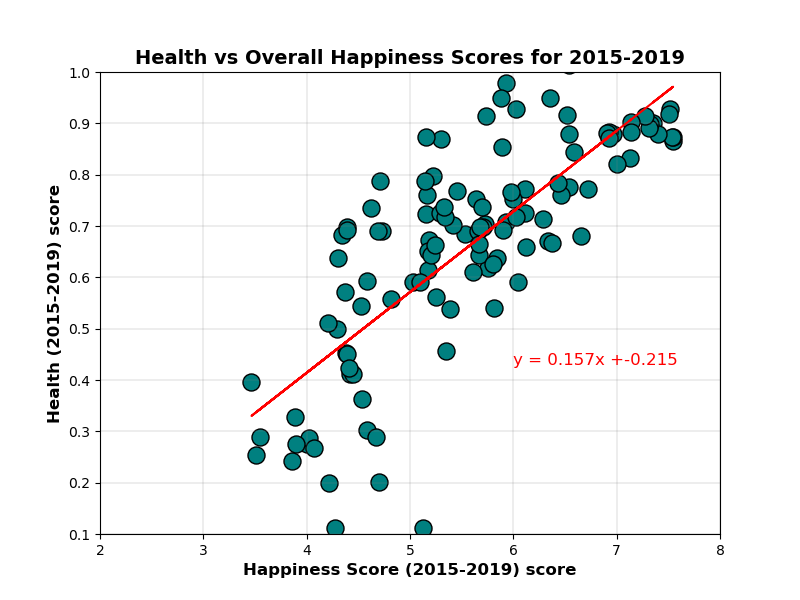 Health vs Overall Happiness Scores for 2015-2019
Health (2015-2019) score
1.0
0.9
0.8
0.7
0.6
0.5
0.4
0.3
0.2
0.1
y = 0.157x +-0.215
2 3 4 5 6 7 8
Happiness Score (2015-2019) score